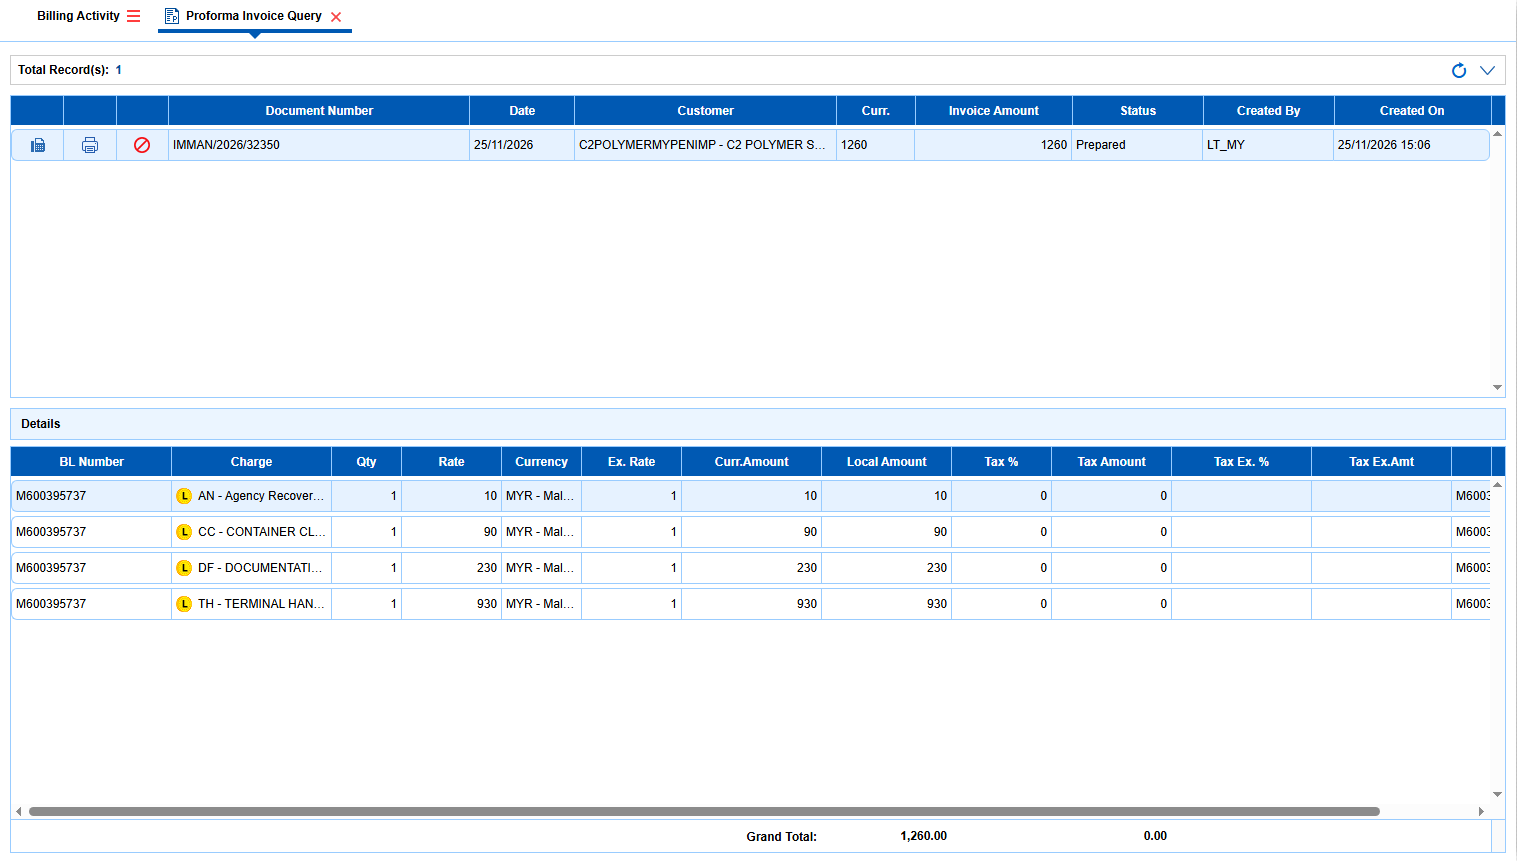 Billing Activity Proforma Invoice Query
Total Record(s): 1
Document Number Date Customer Curr. Invoice Amount Status Created By Created On
IMMAN/2026/32350 25/11/2026 C2POLYMERMYPENIMP - C2 POLYMER S... 1260 1260 Prepared LT_MY 25/11/2026 15:06
Details
BL Number Charge Qty Rate Currency Ex. Rate Curr.Amount Local Amount Tax % Tax Amount Tax Ex. % Tax Ex.Amt
M600395737 L AN - Agency Recover... 1 10 MYR - Mal... 1 10 10 0 0 M6003
M600395737 L CC - CONTAINER CL... 1 90 MYR - Mal... 1 90 90 0 0 M6003
M600395737 L DF - DOCUMENTATI... 1 230 MYR - Mal... 1 230 230 0 0 M6003
M600395737 L TH - TERMINAL HAN... 1 930 MYR - Mal... 1 930 930 0 0 M6003
Grand Total: 1,260.00 0.00